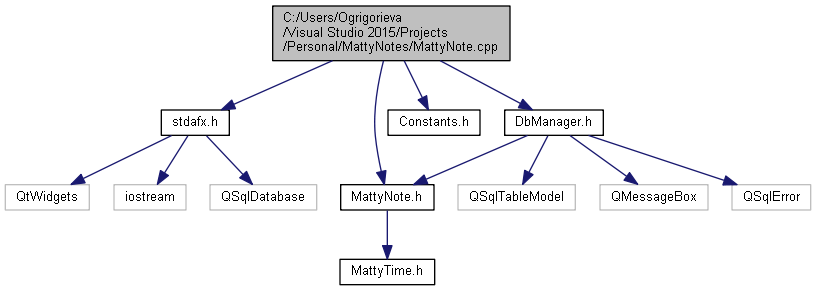 C:/Users/Ogrigorieva
/Visual Studio 2015/Projects
/Personal/MattyNotes/MattyNote.cpp
stdafx.h
Constants.h
DbManager.h
QtWidgets
iostream
QSqlDatabase
MattyNote.h
QSqlTableModel
QMessageBox
QSqlError
MattyTime.h